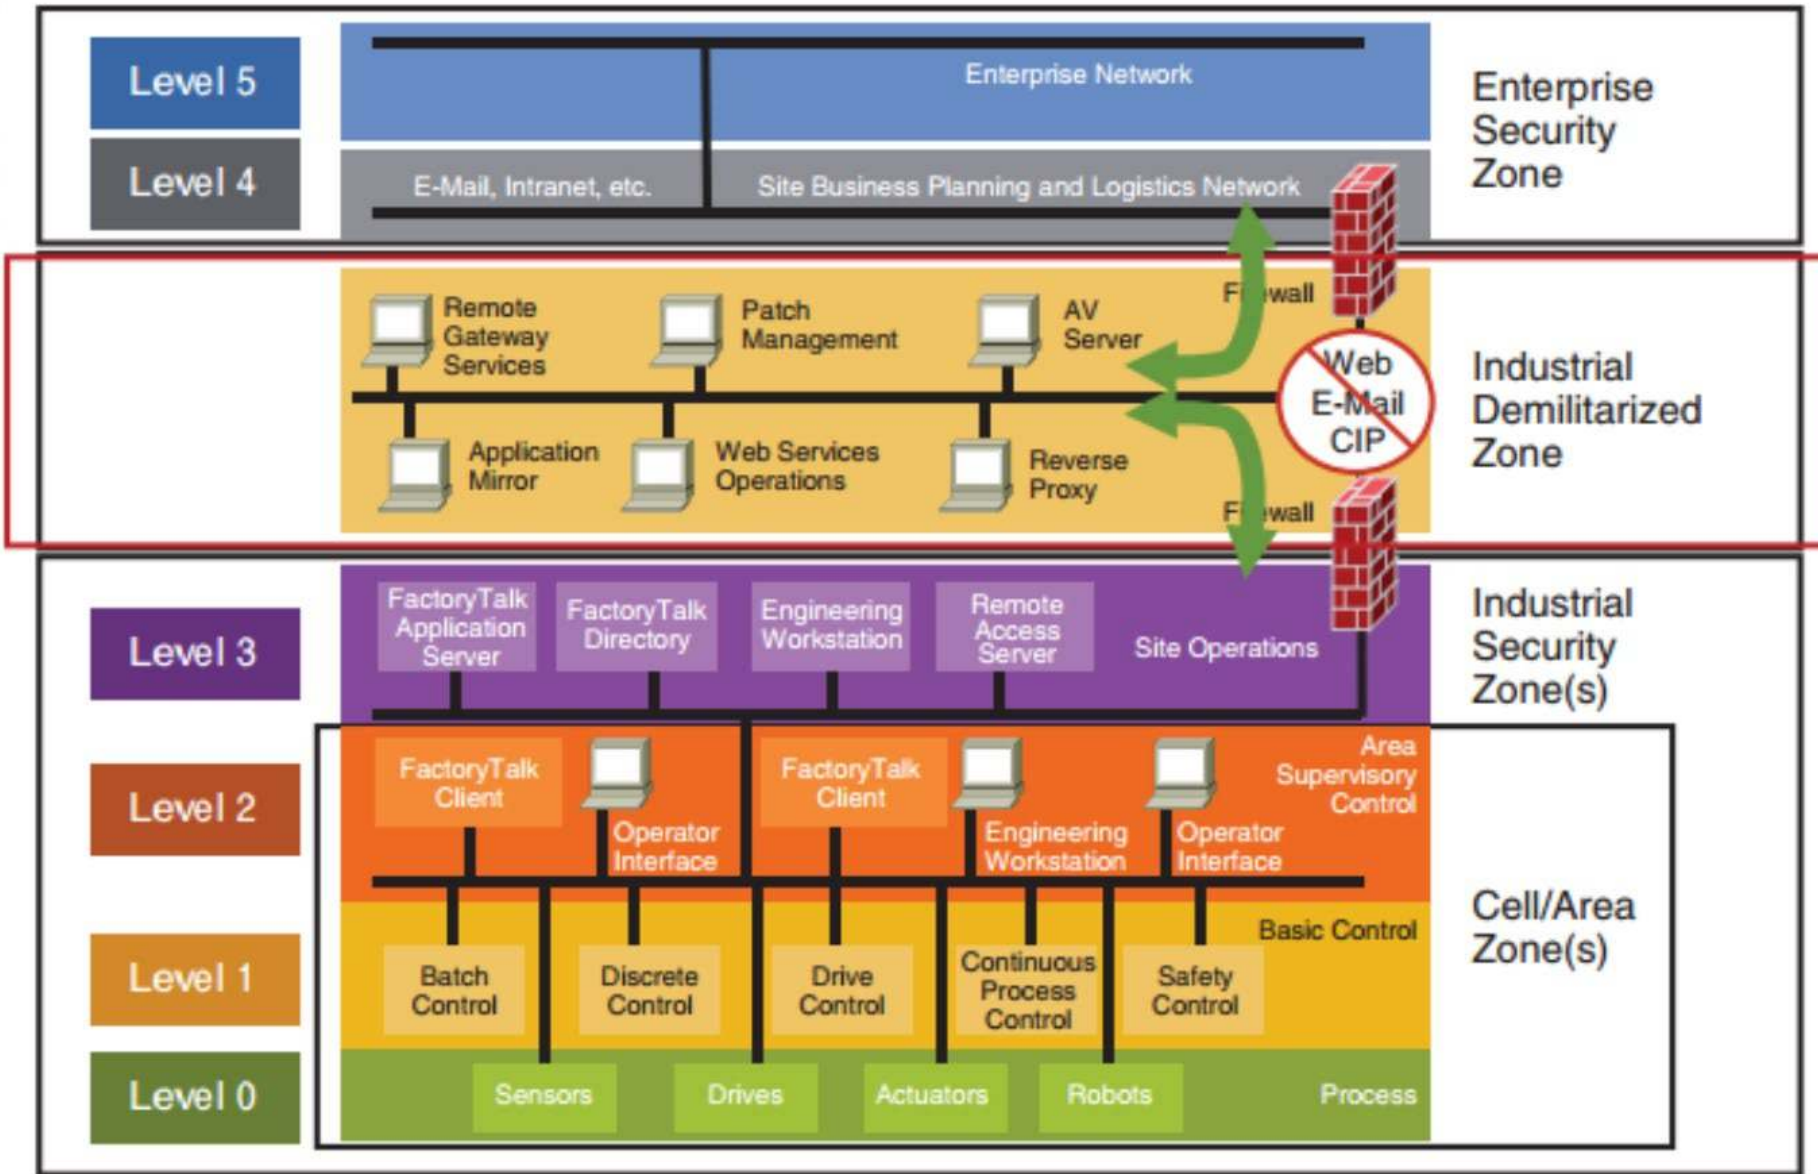 Level 5
Enterprise Network
Enterprise
Security
Zone
Level 4
E-Mail, Intranet, etc.
Site Business Planning and Logistics Network
Remote
Gateway
Services
Patch
Management
AV
Server
Firewall
Web
E-Mail
CIP
Industrial
Demilitarized
Zone
Application
Mirror
Web Services
Operations
Reverse
Proxy
Firewall
Level 3
FactoryTalk
Application
Server
FactoryTalk
Directory
Engineering
Workstation
Remote
Access
Server
Site Operations
Industrial
Security
Zone(s)
Level 2
FactoryTalk
Client
Operator
Interface
FactoryTalk
Client
Engineering
Workstation
Operator
Interface
Area
Supervisory
Control
Level 1
Basic Control
Batch
Control
Discrete
Control
Drive
Control
Continuous
Process
Control
Safety
Control
Cell/Area
Zone(s)
Level 0
Sensors
Drives
Actuators
Robots
Process